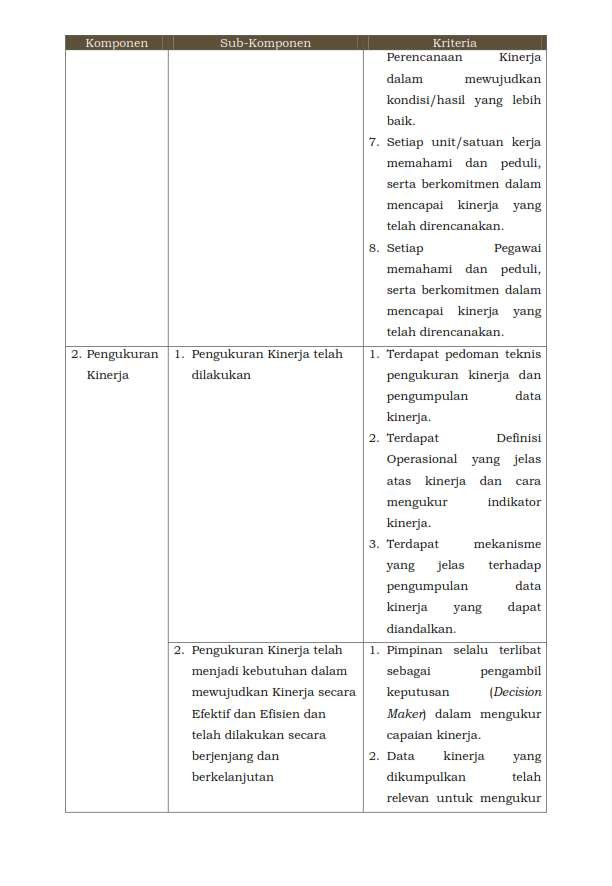 Komponen Sub-Komponen Kriteria
Perencanaan Kinerja
dalam mewujudkan
kondisi/hasil yang lebih
baik.
7. Setiap unit/satuan kerja
memahami dan peduli,
serta berkomitmen dalam
mencapai kinerja yang
telah direncanakan.
8. Setiap Pegawai
memahami dan peduli,
serta berkomitmen dalam
mencapai kinerja yang
telah direncanakan.
2. Pengukuran
Kinerja
1. Pengukuran Kinerja telah
dilakukan
1. Terdapat pedoman teknis
pengukuran kinerja dan
pengumpulan data
kinerja.
2. Terdapat Definisi
Operasional yang jelas
atas kinerja dan cara
mengukur indikator
kinerja.
3. Terdapat mekanisme
yang jelas terhadap
pengumpulan data
kinerja yang dapat
diandalkan.
2. Pengukuran Kinerja telah
menjadi kebutuhan dalam
mewujudkan Kinerja secara
Efektif dan Efisien dan
telah dilakukan secara
berjenjang dan
berkelanjutan
1. Pimpinan selalu terlibat
sebagai pengambil
keputusan (Decision
Maker) dalam mengukur
capaian kinerja.
2. Data kinerja yang
dikumpulkan telah
relevan untuk mengukur